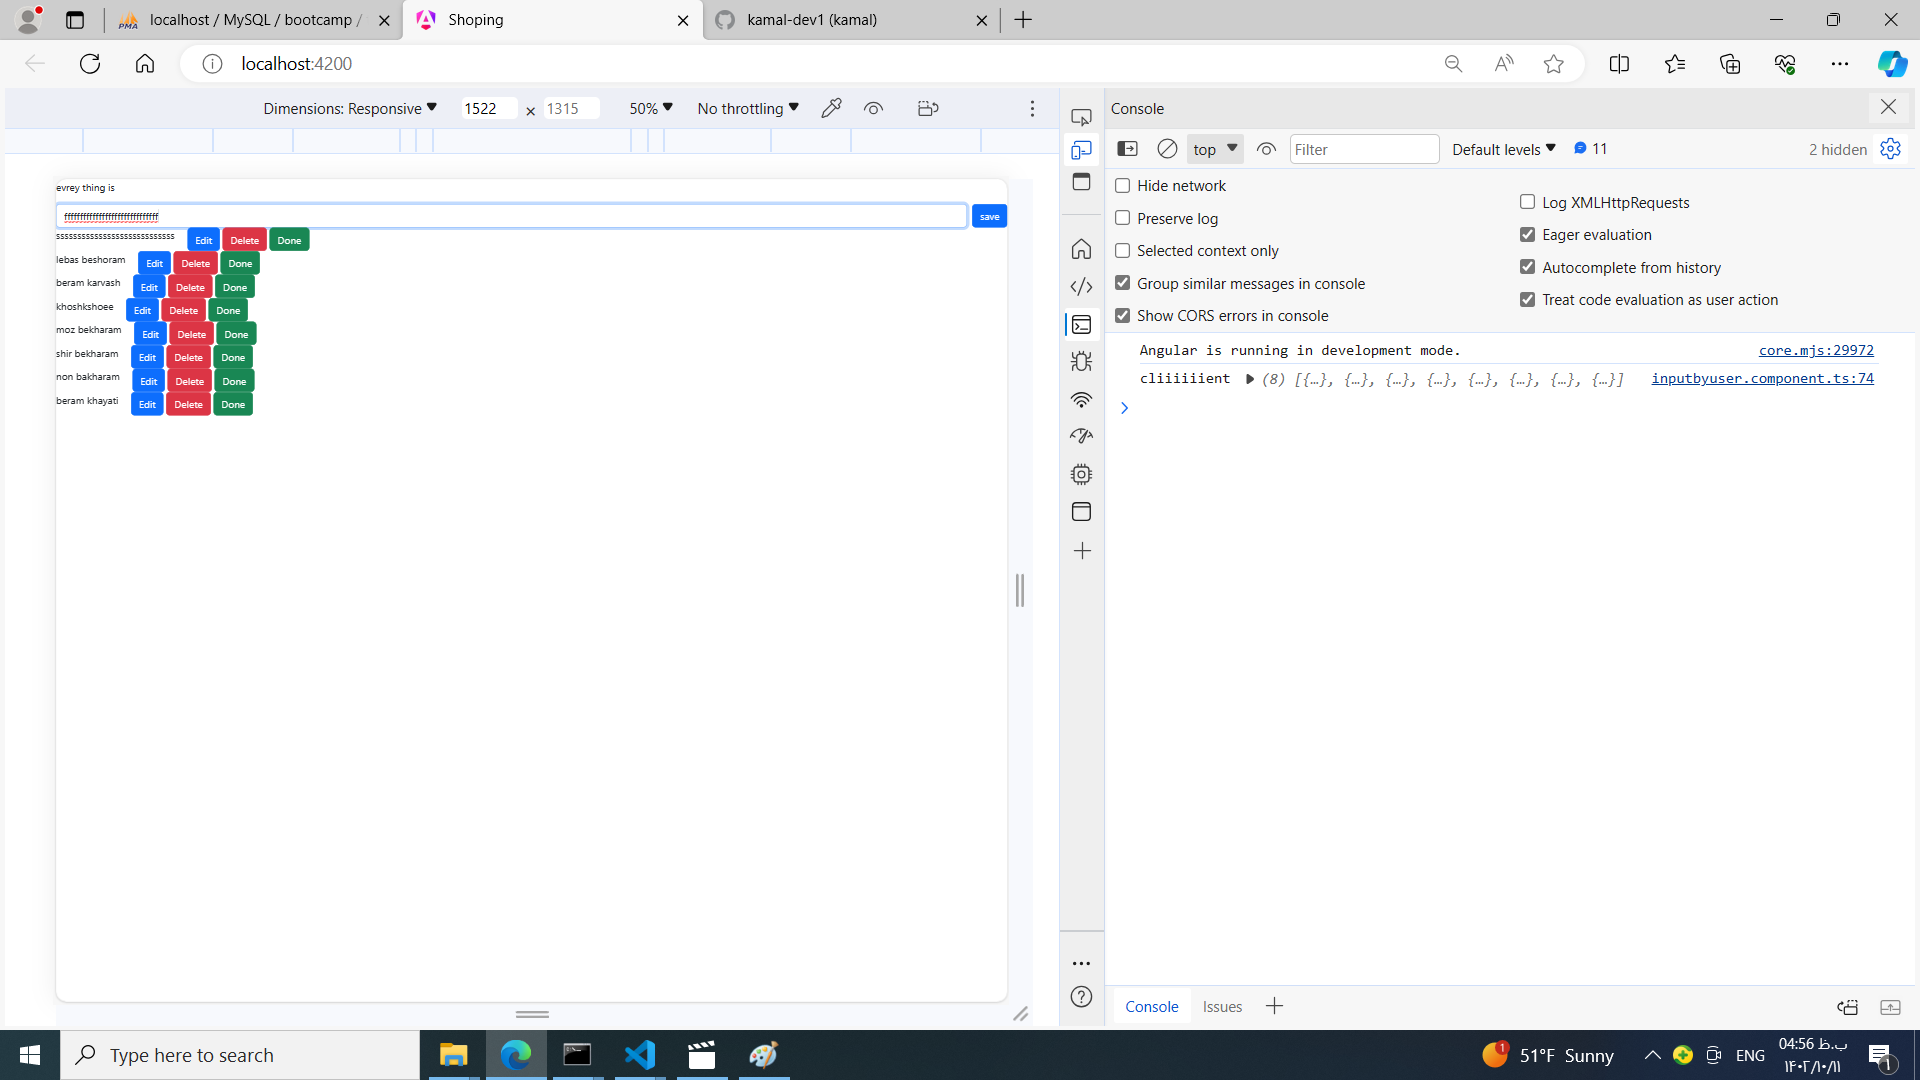 localhost / MySQL / bootcamp /
Shoping
kamal-dev1 (kamal)
localhost:4200
Dimensions: Responsive 1522 × 1315 50% No throttling
evrey thing is
save
Edit Delete Done
lebas beshoram Edit Delete Done
beram karvash Edit Delete Done
khoshkshoee Edit Delete Done
moz bekharam Edit Delete Done
shir bekharam Edit Delete Done
non bakharam Edit Delete Done
beram khayati Edit Delete Done
Console
top Filter Default levels 11 2 hidden
Hide network
Preserve log
Selected context only
Group similar messages in console
Show CORS errors in console
Log XMLHttpRequests
Eager evaluation
Autocomplete from history
Treat code evaluation as user action
Angular is running in development mode. core.mjs:29972
cliiiiiient (8) [{…}, {…}, {…}, {…}, {…}, {…}, {…}, {…}] inputbyuser.component.ts:74
Console Issues
Type here to search
1
51°F Sunny
ENG
04:56 ب.ظ
۱۴۰۲/۱۰/۱۱
۱